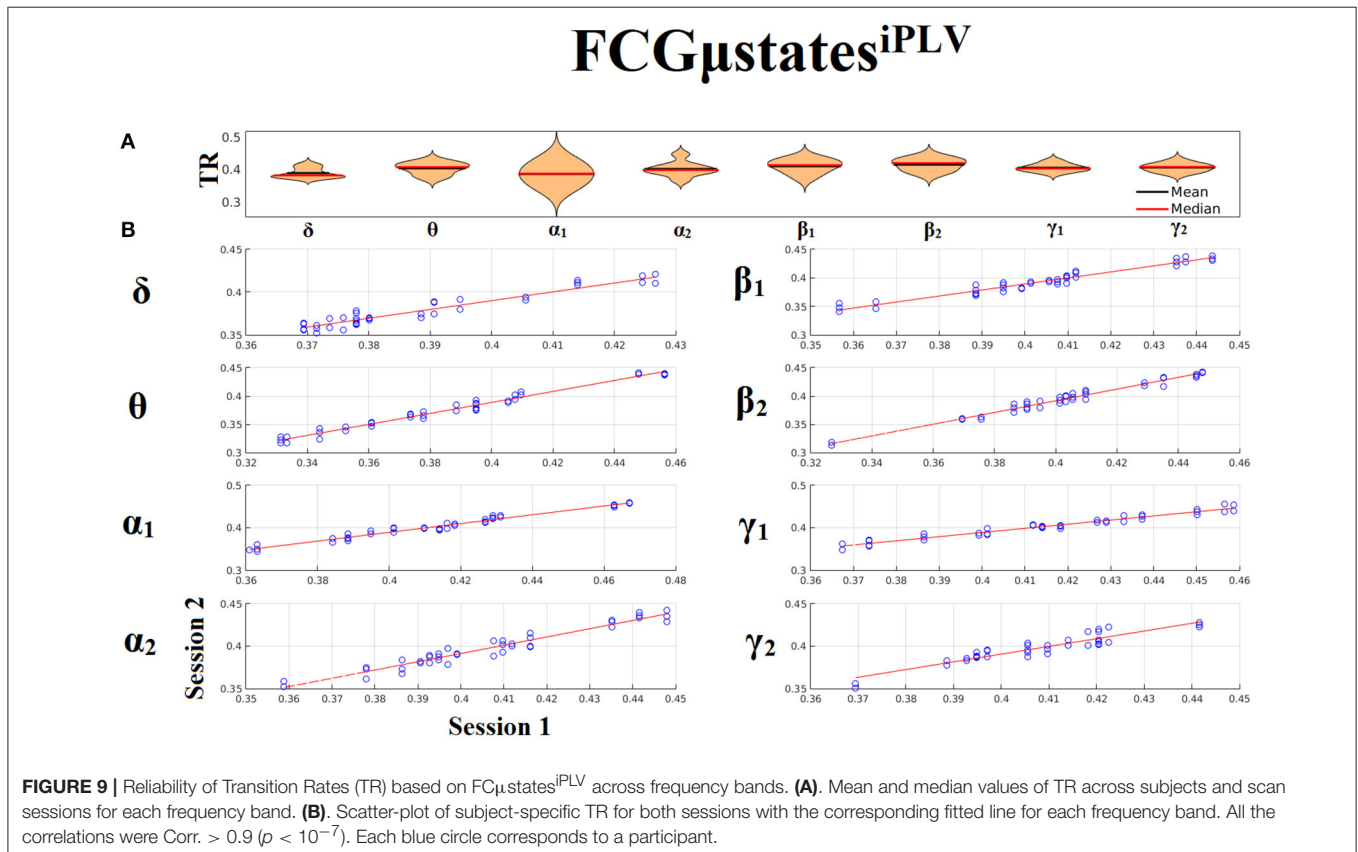 FCGμstatesiPLV
A
TR
0.5
0.4
0.3
Mean
Median
δ θ α1 α2 β1 β2 γ1 γ2
B
δ
0.45
0.4
0.35
0.36 0.37 0.38 0.39 0.4 0.41 0.42 0.43
β1
0.45
0.4
0.35
0.3
0.35 0.36 0.37 0.38 0.39 0.4 0.41 0.42 0.43 0.44 0.45
θ
0.45
0.4
0.35
0.3
0.32 0.34 0.36 0.38 0.4 0.42 0.44 0.46
β2
0.45
0.4
0.35
0.3
0.32 0.34 0.36 0.38 0.4 0.42 0.44 0.46
α1
0.5
0.4
0.3
0.36 0.38 0.4 0.42 0.44 0.46 0.48
γ1
0.5
0.45
0.4
0.35
0.3
0.36 0.37 0.38 0.39 0.4 0.41 0.42 0.43 0.44 0.45 0.46
α2
Session 2
0.45
0.4
0.35
0.35 0.36 0.37 0.38 0.39 0.40 0.41 0.42 0.43 0.44 0.45
Session 1
γ2
0.45
0.4
0.35
0.36 0.37 0.38 0.39 0.4 0.41 0.42 0.43 0.44 0.45
FIGURE 9 | Reliability of Transition Rates (TR) based on FCμstatesiPLV across frequency bands. (A). Mean and median values of TR across subjects and scan
sessions for each frequency band. (B). Scatter-plot of subject-specific TR for both sessions with the corresponding fitted line for each frequency band. All the
correlations were Corr. > 0.9 (p < 10−7). Each blue circle corresponds to a participant.